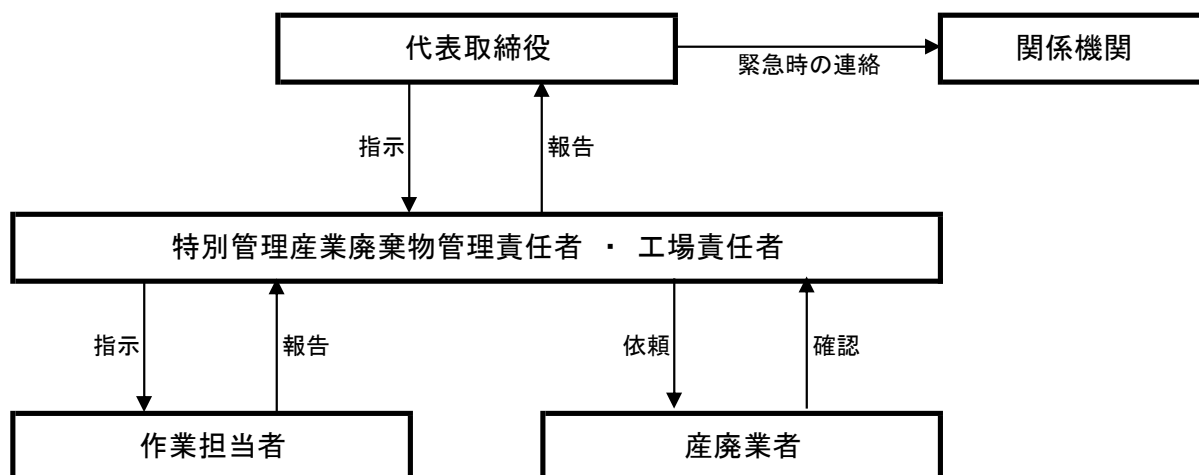 代表取締役
関係機関
緊急時の連絡
指示
報告
特別管理産業廃棄物管理責任者 ・ 工場責任者
指示
報告
依頼
確認
作業担当者
産廃業者